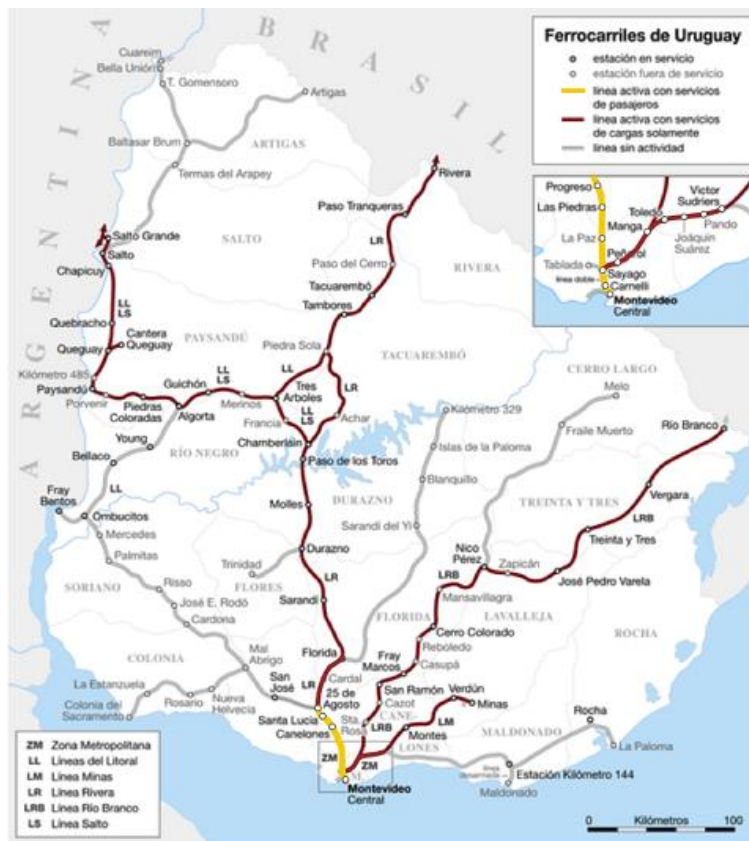 BRASIL
ARGENTINA
Ferrocarriles de Uruguay
estación en servicio
estación fuera de servicio
línea activa con servicios
de pasajeros
línea activa con servicios
de cargas solamente
línea sin actividad
Progreso
Las Piedras
La Paz
Tablada
línea doble
Victor
Sudriers
Toledo
Manga
Pando
Joáquin
Suárez
Peñarol
Sayago
Carnelli
Montevideo
Central
Cuareim
Bella Unión
T. Gomensoro
Artigas
Baltasar Brum
ARTIGAS
Termas del Arapey
Rivera
Paso Tranqueras
Salto Grande
Salto
SALTO
LR
Chapicuy
Paso del Cerro
RIVERA
LL
LS
Tacuarembó
Tambores
Quebracho
Cantera
Queguay
Queguay
PAYSANDÚ
Piedra Sola
TACUAREMBÓ
Kilómetro 485
Paysandú
Porvenir
Piedras
Coloradas
Guichón
LL
LS
Merinos
Algorta
LL
Tres
Arboles
LR
CERRO LARGO
Melo
LL
LS
Achar
Francia
Kilómetro 329
Fraile Muerto
Río Branco
Young
RÍO NEGRO
Chamberlain
Paso de los Toros
Islas de la Paloma
Bellaco
LL
Blanquillo
Fray
Bentos
Ombucitos
Molles
DURAZNO
TREINTA Y TRES
Vergara
LRB
Mercedes
Sarandi del Yi
Treinta y Tres
Palmitas
Durazno
Nico
Pérez
Zapicán
Trinidad
FLORES
LR
LRB
José Pedro Varela
SORIANO
Risso
José E. Rodó
Sarandi
Mansavillagra
LAVALLEJA
Cardona
FLORIDA
Cerro Colorado
ROCHA
Reboledo
COLONIA
Mal
Abrigo
Florida
Fray
Marcos
Casupá
Cardal
La Estanzuela
San
José
LR
25 de
Agosto
San Ramón
Verdún
Minas
Colonia del
Sacramento
Rosario
Nueva
Helvecia
Santa Lucía
Canelones
Sta.
Rosa
Cazot
CANE-
LONES
LRB
LM
Montes
MALDONADO
Rocha
La Paloma
ZM
ZM
línea
Estación Kilómetro 144
Maldonado
Montevideo
Central
ZM Zona Metropolitana
LL Líneas del Litoral
LM Línea Minas
LR Línea Rivera
LRB Línea Río Branco
LS Línea Salto
0 Kilómetros 100